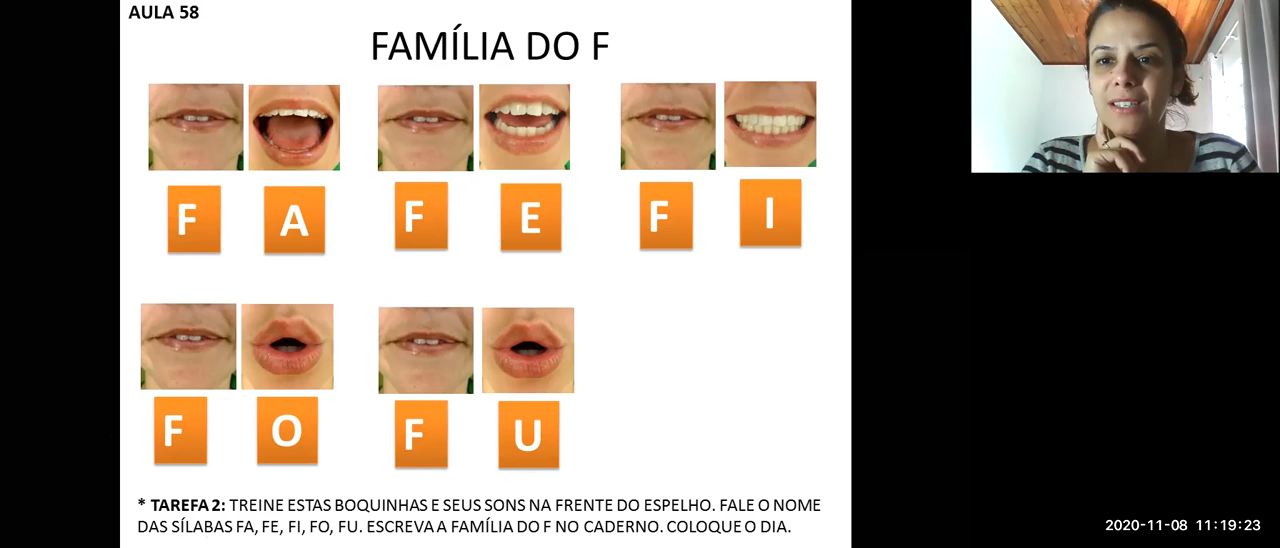 AULA 58
FAMÍLIA DO F
F A F E F I
F O F U
* TAREFA 2: TREINE ESTAS BOQUINHAS E SEUS SONS NA FRENTE DO ESPELHO. FALE O NOME
DAS SÍLABAS FA, FE, FI, FO, FU. ESCREVA A FAMÍLIA DO F NO CADERNO. COLOQUE O DIA.
2020-11-08 11:19:23